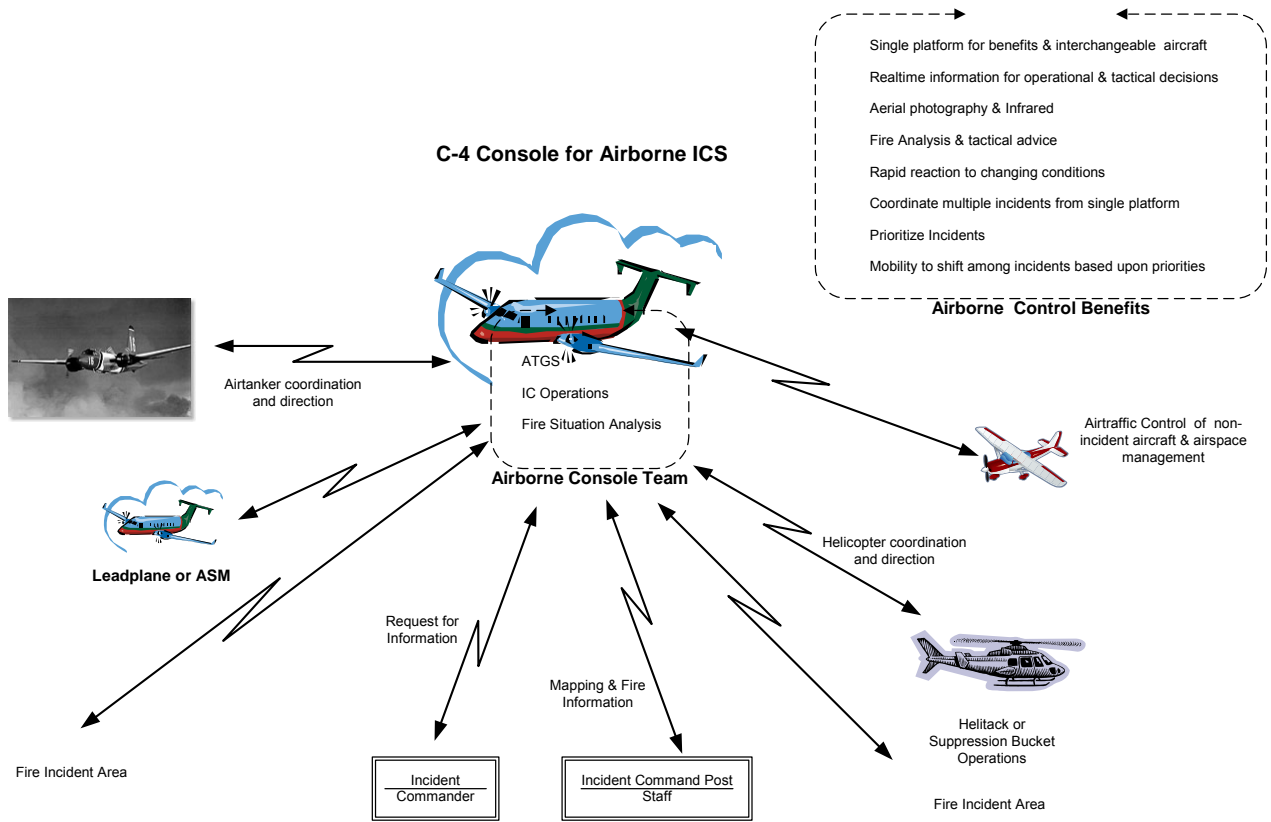 Single platform for benefits & interchangeable aircraft
Realtime information for operational & tactical decisions
Aerial photography & Infrared
Fire Analysis & tactical advice
Rapid reaction to changing conditions
Coordinate multiple incidents from single platform
Prioritize Incidents
Mobility to shift among incidents based upon priorities
Airborne Control Benefits
C-4 Console for Airborne ICS
ATGS
IC Operations
Fire Situation Analysis
Airborne Console Team
Airtanker coordination
and direction
Airtraffic Control of non-
incident aircraft & airspace
management
Leadplane or ASM
Helicopter coordination
and direction
Request for
Information
Mapping & Fire
Information
Helitack or
Suppression Bucket
Operations
Fire Incident Area
Incident
Commander
Incident Command Post
Staff
Fire Incident Area